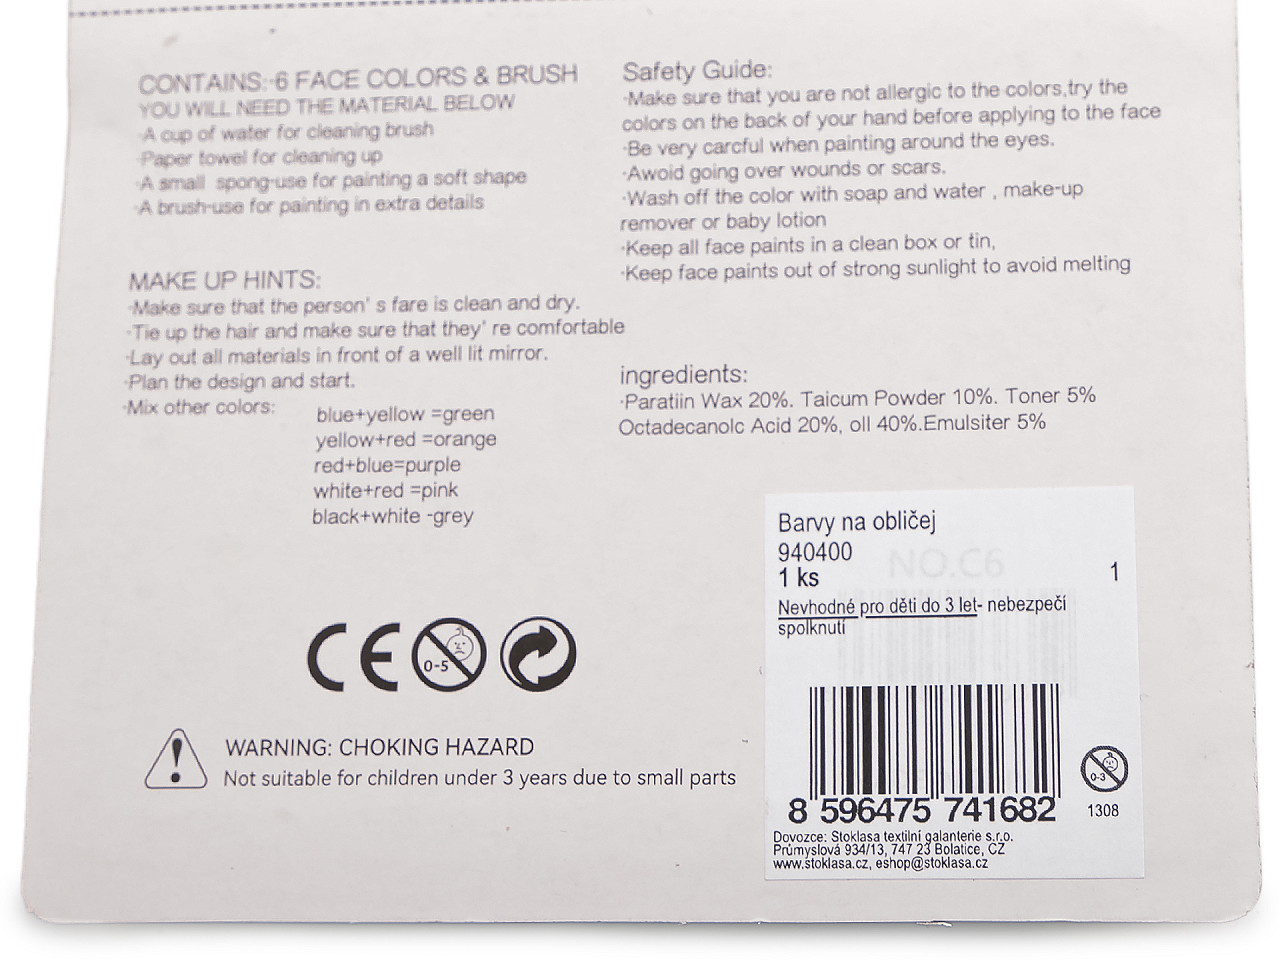 CONTAINS: 6 FACE COLORS & BRUSH
YOU WILL NEED THE MATERIAL BELOW
·A cup of water for cleaning brush
·Paper towel for cleaning up
·A small spong-use for painting a soft shape
·A brush-use for painting in extra details
MAKE UP HINTS:
·Make sure that the person' s fare is clean and dry.
·Tie up the hair and make sure that they' re comfortable
·Lay out all materials in front of a well lit mirror.
·Plan the design and start.
·Mix other colors:
blue+yellow =green
yellow+red =orange
red+blue=purple
white+red =pink
black+white -grey
Safety Guide:
·Make sure that you are not allergic to the colors,try the
colors on the back of your hand before applying to the face
·Be very carcful when painting around the eyes.
·Awoid going over wounds or scars.
·Wash off the color with soap and water , make-up
remover or baby lotion
·Keep all face paints in a clean box or tin,
·Keep face paints out of strong sunlight to avoid melting
ingredients:
·Paratiin Wax 20%. Taicum Powder 10%. Toner 5%
Octadecanolc Acid 20%, oll 40%.Emulsiter 5%
CE 0-5
WARNING: CHOKING HAZARD
Not suitable for children under 3 years due to small parts
Barvy na obličej
940400
NO.C6
1 ks
1
Nevhodné pro děti do 3 let- nebezpečí
spolknutí
0-3
8 596475 741682
1308
Dovozce: Stoklasa textilní galanterie s.r.o.
Průmyslová 934/13, 747 23 Bolatice, CZ
www.stoklasa.cz, eshop@stoklasa.cz